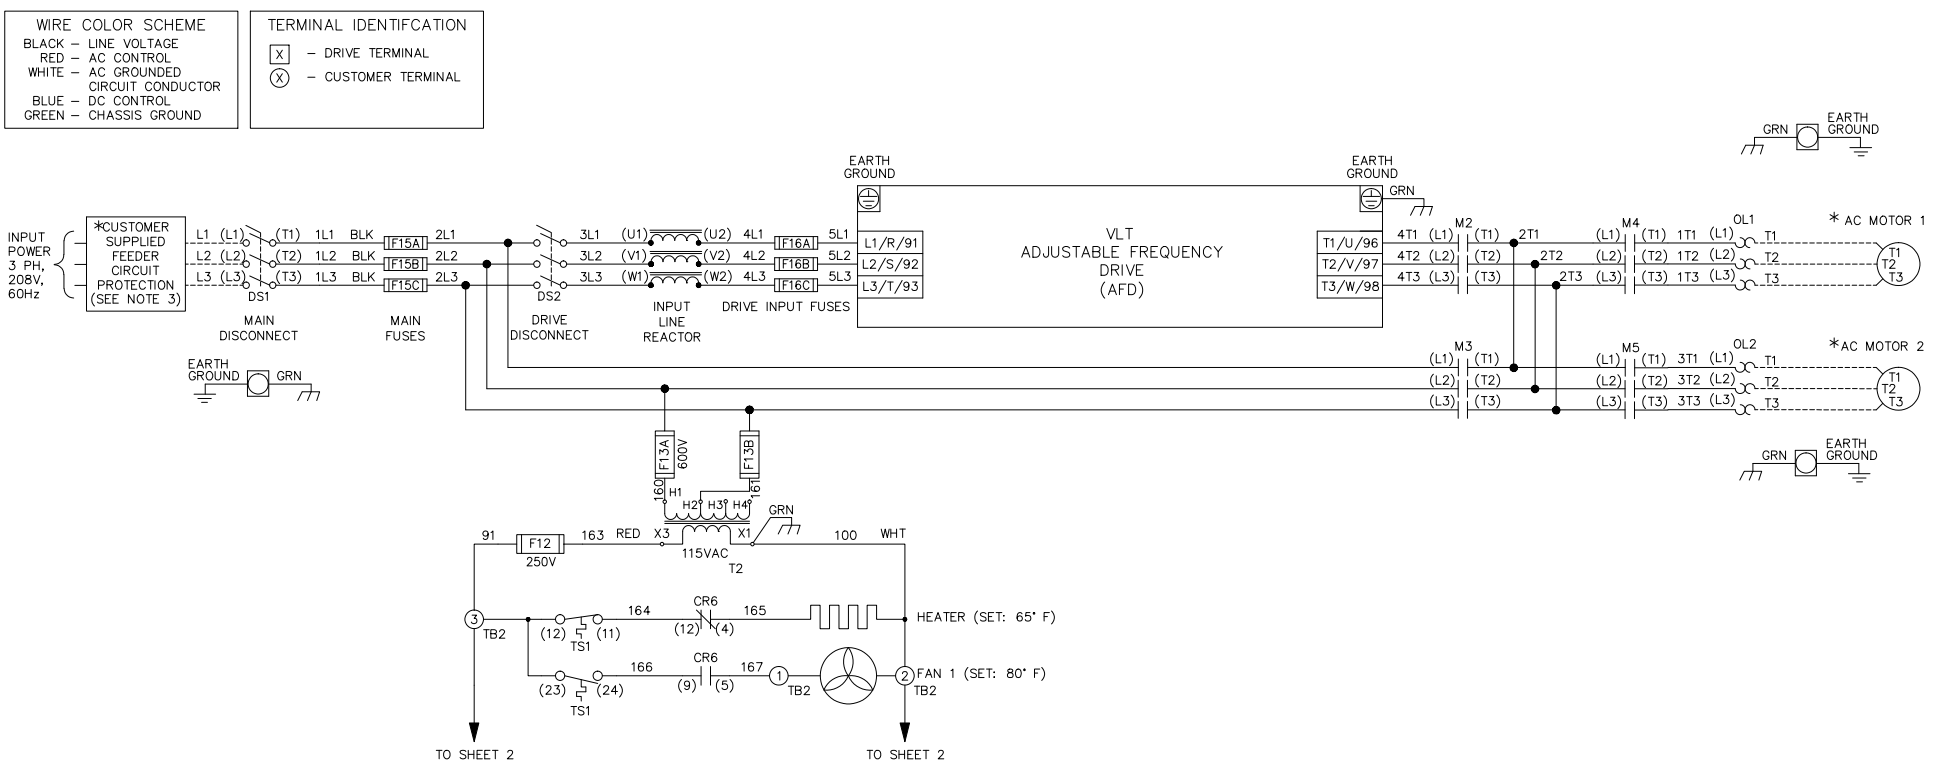 WIRE COLOR SCHEME
BLACK – LINE VOLTAGE
RED – AC CONTROL
WHITE – AC GROUNDED
CIRCUIT CONDUCTOR
BLUE – DC CONTROL
GREEN – CHASSIS GROUND
TERMINAL IDENTIFCATION
X – DRIVE TERMINAL
X – CUSTOMER TERMINAL
GRN
EARTH
GROUND
EARTH
GROUND
EARTH
GROUND
GRN
INPUT
POWER
3 PH,
208V,
60Hz
*CUSTOMER
SUPPLIED
FEEDER
CIRCUIT
PROTECTION
(SEE NOTE 3)
L1 (L1) (T1) 1L1 BLK F15A 2L1 3L1 (U1) (U2) 4L1 F16A 5L1 L1/R/91
L2 (L2) (T2) 1L2 BLK F15B 2L2 3L2 (V1) (V2) 4L2 F16B 5L2 L2/S/92
L3 (L3) (T3) 1L3 BLK F15C 2L3 3L3 (W1) (W2) 4L3 F16C 5L3 L3/T/93
DS1
MAIN
DISCONNECT
MAIN
FUSES
DS2
DRIVE
DISCONNECT
INPUT
LINE
REACTOR
DRIVE INPUT FUSES
VLT
ADJUSTABLE FREQUENCY
DRIVE
(AFD)
M2 M4 OL1 * AC MOTOR 1
T1/U/96 4T1 (L1) (T1) 2T1 (L1) (T1) 1T1 (L1) T1
T2/V/97 4T2 (L2) (T2) 2T2 (L2) (T2) 1T2 (L2) T2
T3/W/98 4T3 (L3) (T3) 2T3 (L3) (T3) 1T3 (L3) T3
T1
T2
T3
M3 M5 OL2 *AC MOTOR 2
(L1) (T1) (L1) (T1) 3T1 (L1) T1
(L2) (T2) (L2) (T2) 3T2 (L2) T2
(L3) (T3) (L3) (T3) 3T3 (L3) T3
T1
T2
T3
EARTH
GROUND
GRN
GRN
EARTH
GROUND
F13A
600V
F13B
160
161
H1
H2 H3 H4
GRN
91 F12 163 RED X3 X1 100 WHT
250V
115VAC
T2
3
TB2
(12) (11)
TS1
164
CR6
(12) (4)
165
HEATER (SET: 65° F)
(23) (24)
TS1
166
CR6
(9) (5)
167
1
TB2
2
TB2
FAN 1 (SET: 80° F)
TO SHEET 2
TO SHEET 2